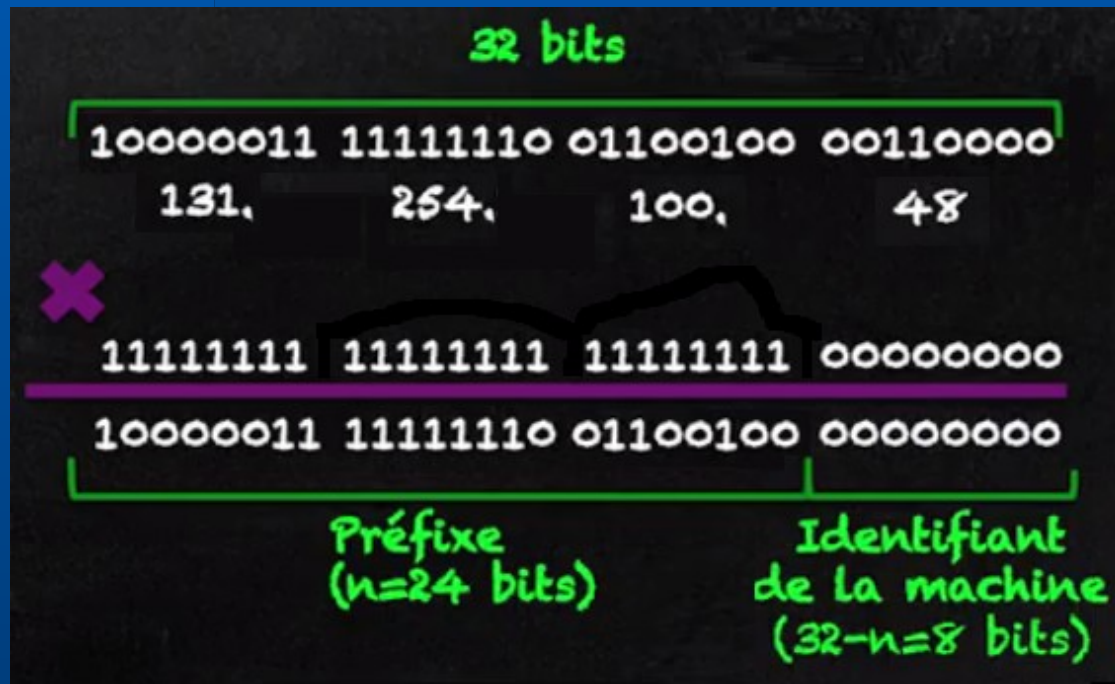 32 bits
10000011 11111110 01100100 00110000
131. 254. 100. 48
11111111 11111111 11111111 00000000
10000011 11111110 01100100 00000000
Préfixe
(n=24 bits)
Identifiant
de la machine
(32-n=8 bits)